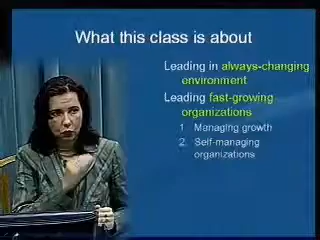 What this class is about
Leading in always-changing
environment
Leading fast-growing
organizations
1. Managing growth
2. Self-managing
organizations